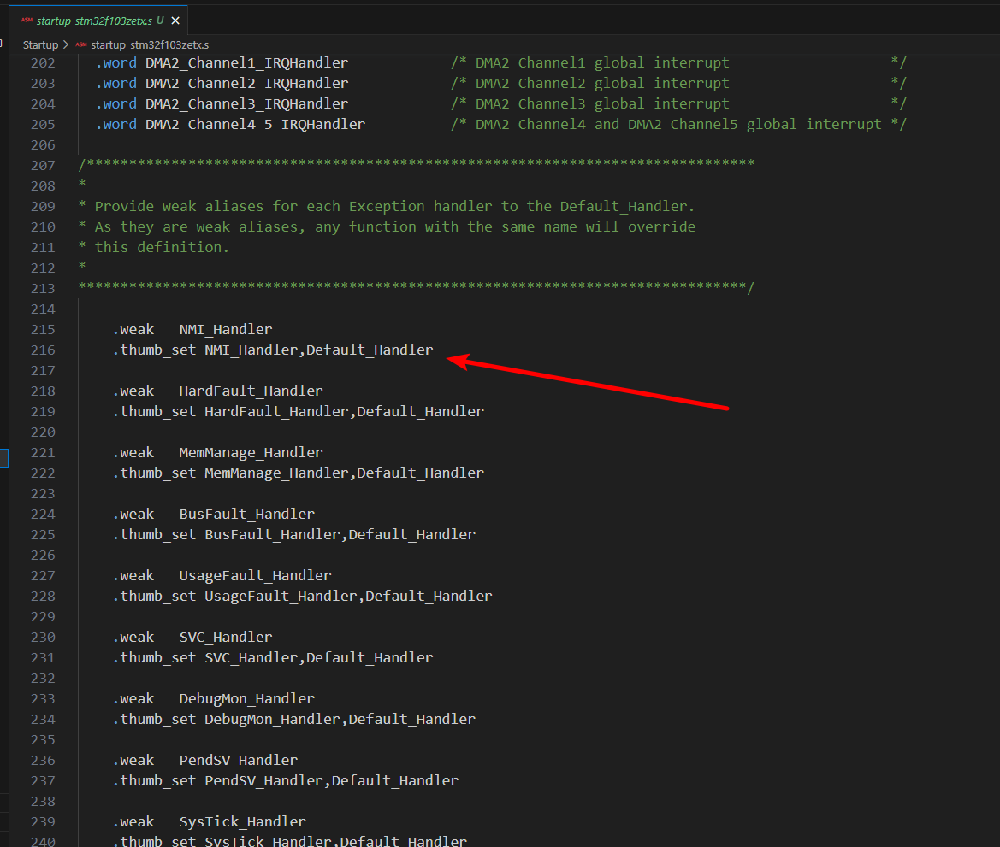 ASM startup_stm32f103zetx.s U ×
Startup > ASM startup_stm32f103zetx.s
202 .word DMA2_Channel1_IRQHandler /* DMA2 Channel1 global interrupt */
203 .word DMA2_Channel2_IRQHandler /* DMA2 Channel2 global interrupt */
204 .word DMA2_Channel3_IRQHandler /* DMA2 Channel3 global interrupt */
205 .word DMA2_Channel4_5_IRQHandler /* DMA2 Channel4 and DMA2 Channel5 global interrupt */
206
207 /*******************************************************************************
208 *
209 * Provide weak aliases for each Exception handler to the Default_Handler.
210 * As they are weak aliases, any function with the same name will override
211 * this definition.
212 *
213 *******************************************************************************/
214
215 .weak NMI_Handler
216 .thumb_set NMI_Handler,Default_Handler
217
218 .weak HardFault_Handler
219 .thumb_set HardFault_Handler,Default_Handler
220
221 .weak MemManage_Handler
222 .thumb_set MemManage_Handler,Default_Handler
223
224 .weak BusFault_Handler
225 .thumb_set BusFault_Handler,Default_Handler
226
227 .weak UsageFault_Handler
228 .thumb_set UsageFault_Handler,Default_Handler
229
230 .weak SVC_Handler
231 .thumb_set SVC_Handler,Default_Handler
232
233 .weak DebugMon_Handler
234 .thumb_set DebugMon_Handler,Default_Handler
235
236 .weak PendSV_Handler
237 .thumb_set PendSV_Handler,Default_Handler
238
239 .weak SysTick_Handler
240 .thumb_set SysTick_Handler,Default_Handler